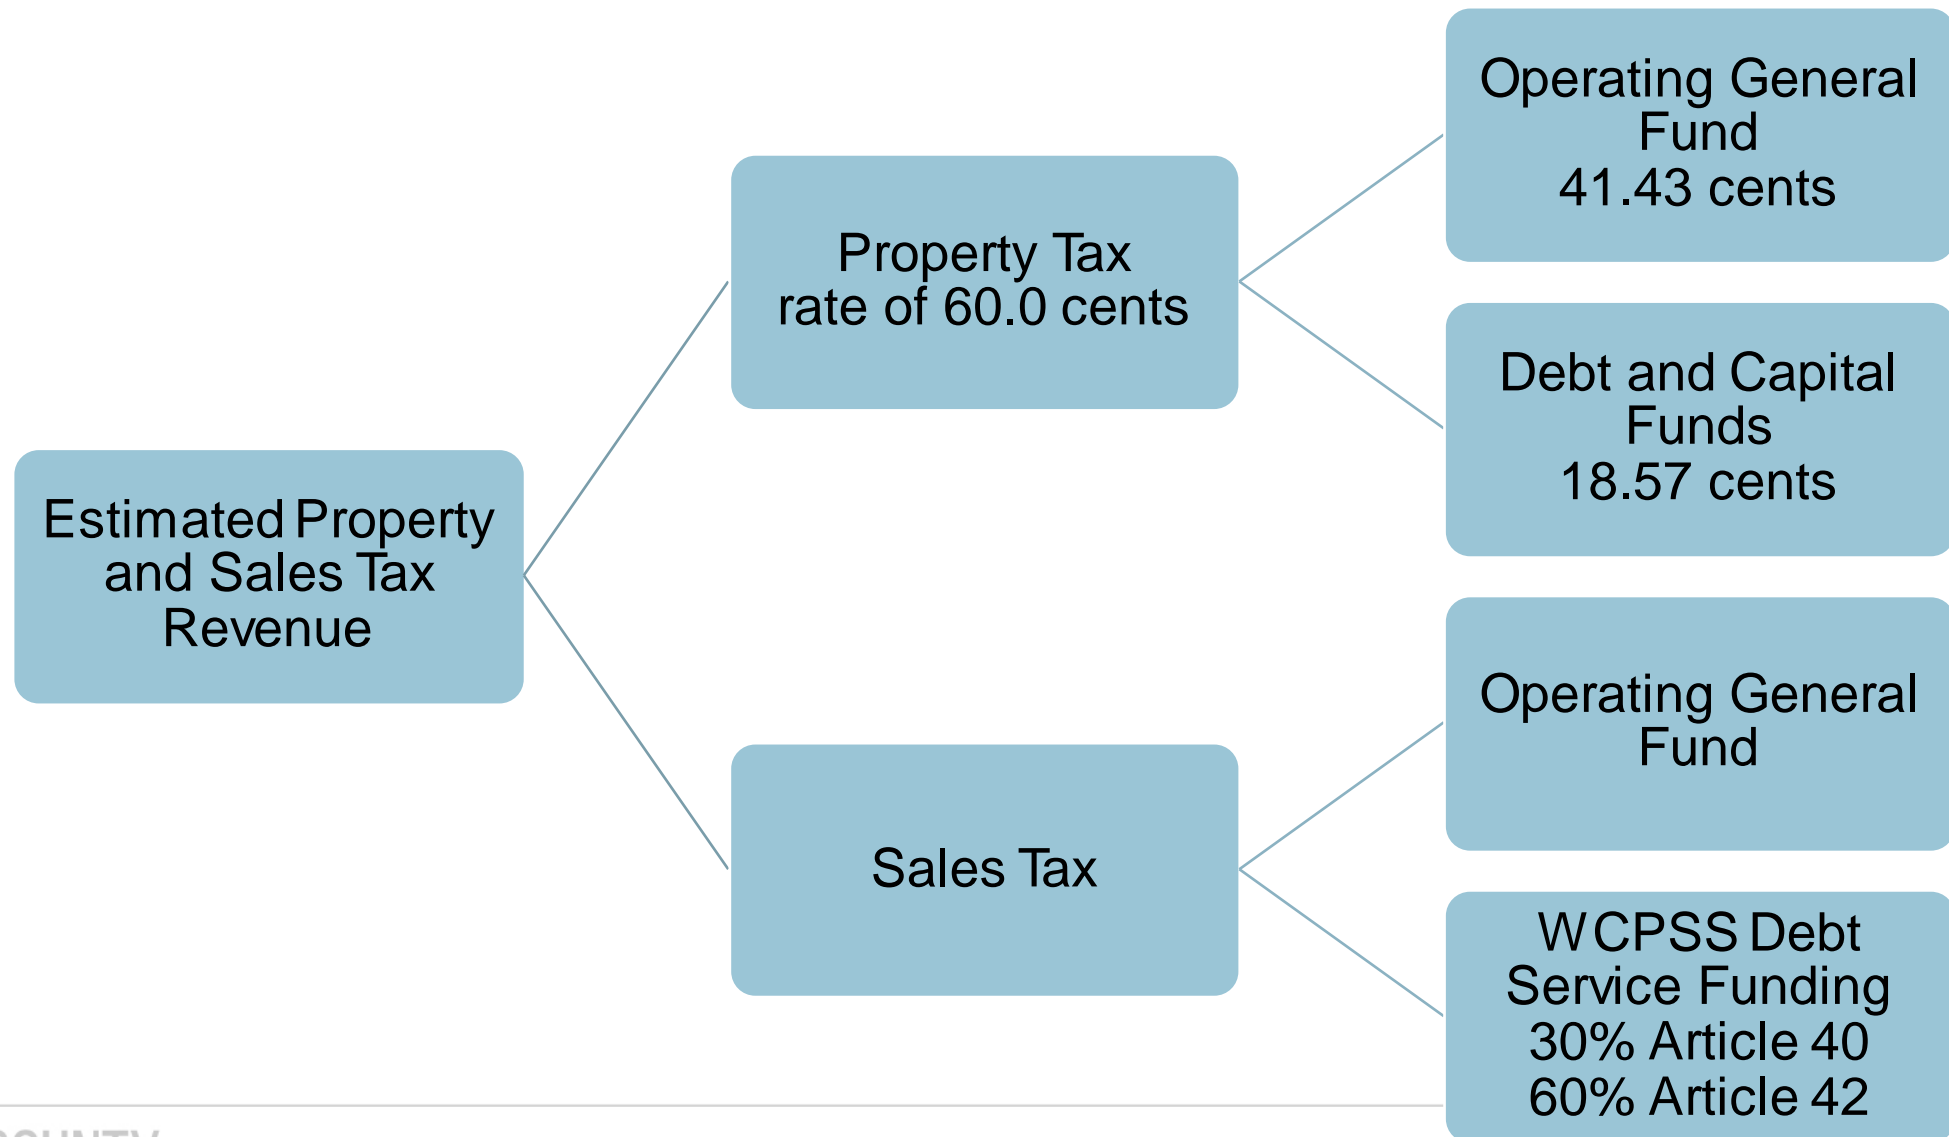 Estimated Property
and Sales Tax
Revenue
Property Tax
rate of 60.0 cents
Operating General
Fund
41.43 cents
Debt and Capital
Funds
18.57 cents
Sales Tax
Operating General
Fund
WCPSS Debt
Service Funding
30% Article 40
60% Article 42